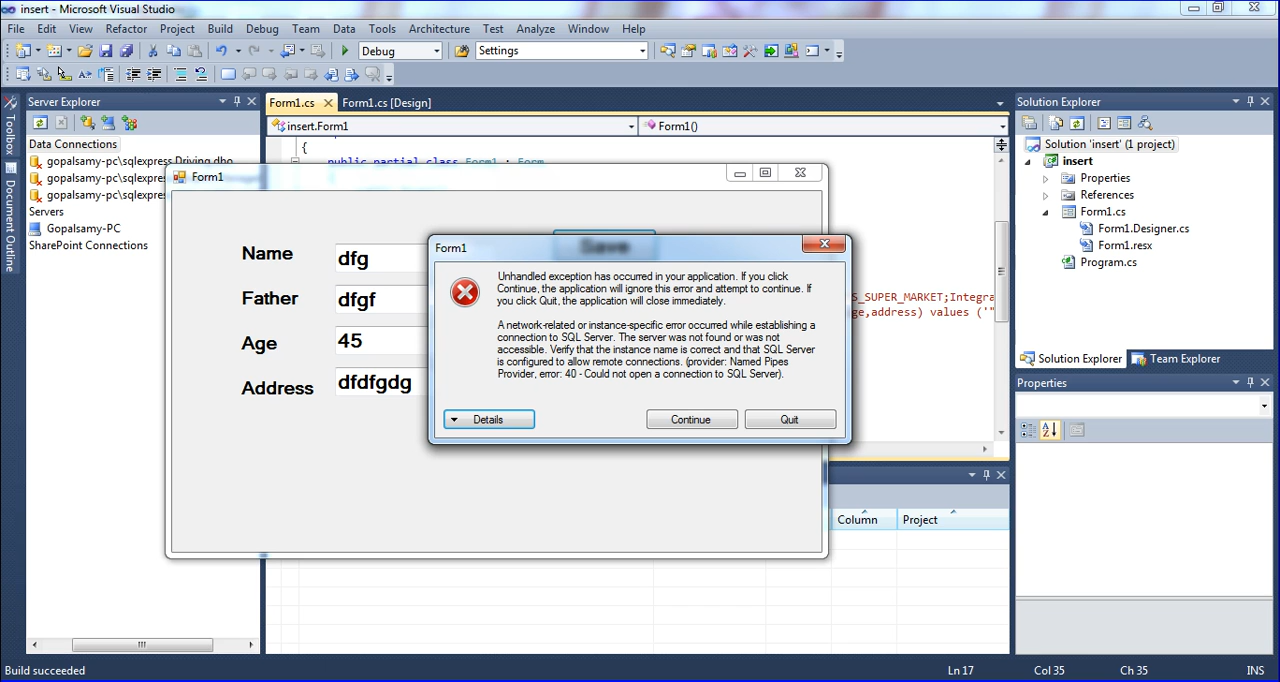 insert - Microsoft Visual Studio
File Edit View Refactor Project Build Debug Team Data Tools Architecture Test Analyze Window Help
Debug Settings
Toolbox
Document Outline
Server Explorer
Data Connections
gopalsamy-pc\sqlexpress.Driving.dbo
gopalsamy-pc\sqlexpress
gopalsamy-pc\sqlexpress
Servers
Gopalsamy-PC
SharePoint Connections
Form1.cs Form1.cs [Design]
insert.Form1 Form1()
{
public partial class Form1 : Form
S_SUPER_MARKET;Integra
ge,address) values ('"
Form1
Name dfg
Father dfgf
Age 45
Address dfdfgdg
Save
Form1
Unhandled exception has occurred in your application. If you click
Continue, the application will ignore this error and attempt to continue. If
you click Quit, the application will close immediately.
A network-related or instance-specific error occurred while establishing a
connection to SQL Server. The server was not found or was not
accessible. Verify that the instance name is correct and that SQL Server
is configured to allow remote connections. (provider: Named Pipes
Provider, error: 40 - Could not open a connection to SQL Server).
Details Continue Quit
Column Project
Solution Explorer
Solution 'insert' (1 project)
insert
Properties
References
Form1.cs
Form1.Designer.cs
Form1.resx
Program.cs
Solution Explorer Team Explorer
Properties
Build succeeded Ln 17 Col 35 Ch 35 INS